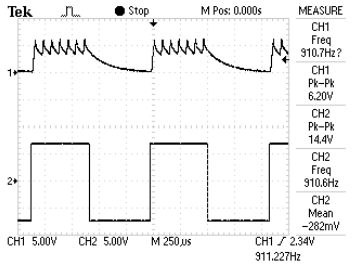 Tek Stop M Pos: 0.000s MEASURE
CH1
Freq
910.7Hz?
CH1
Pk-Pk
6.20V
CH2
Pk-Pk
14.4V
CH2
Freq
910.6Hz
CH2
Mean
-282mV
1
2
CH1 5.00V CH2 5.00V M 250µs CH1 2.34V
911.227Hz